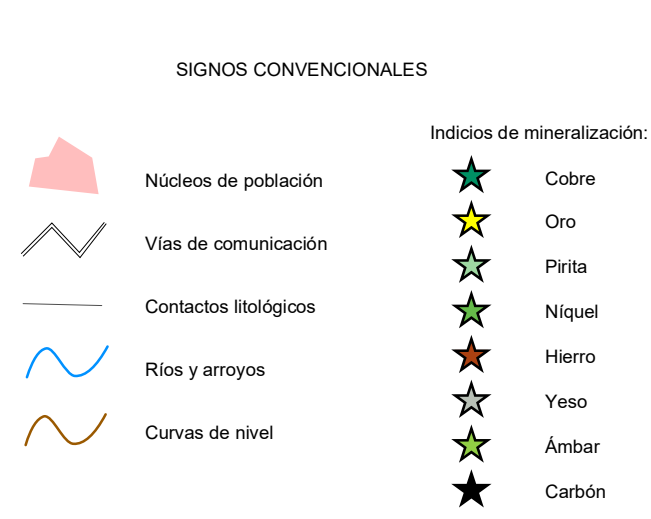 SIGNOS CONVENCIONALES
Núcleos de población
Vías de comunicación
Contactos litológicos
Ríos y arroyos
Curvas de nivel
Indicios de mineralización:
Cobre
Oro
Pirita
Níquel
Hierro
Yeso
Ámbar
Carbón